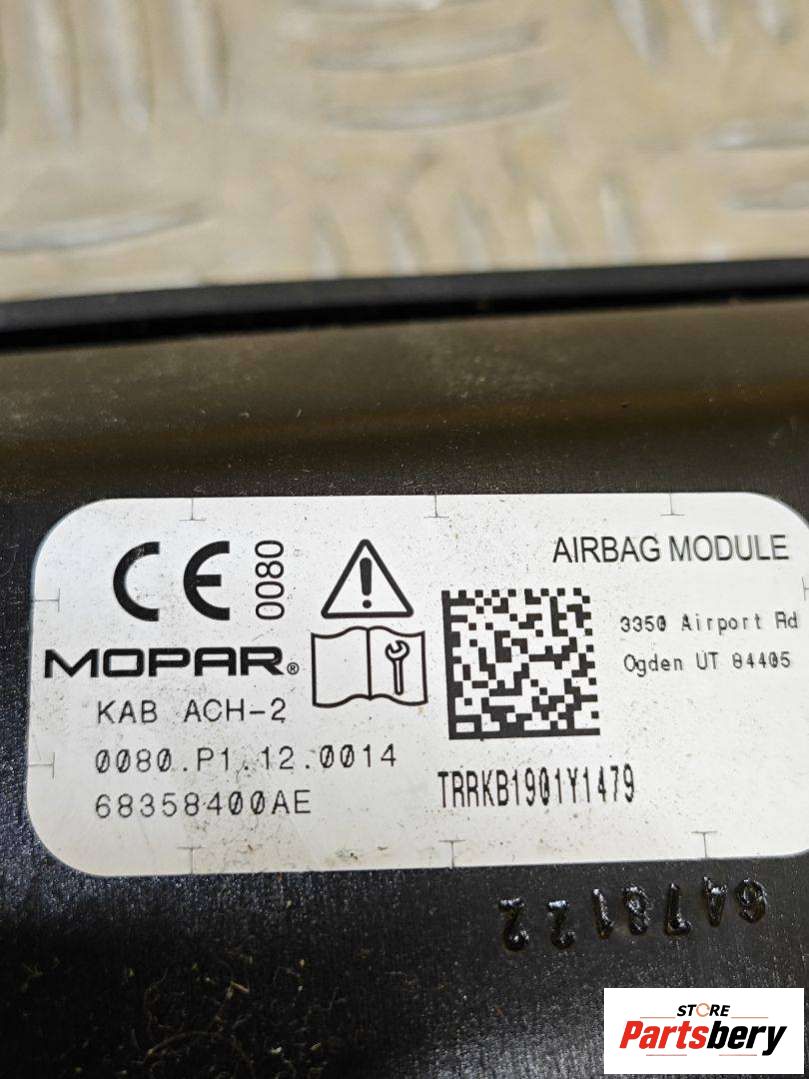 CE 0080
AIRBAG MODULE
3350 Airport Rd
Ogden UT 84405
MOPAR®
KAB ACH-2
0080.P1.12.0014
68358400AE
TRRKB1901Y1479
6478122
STORE
Partsbery